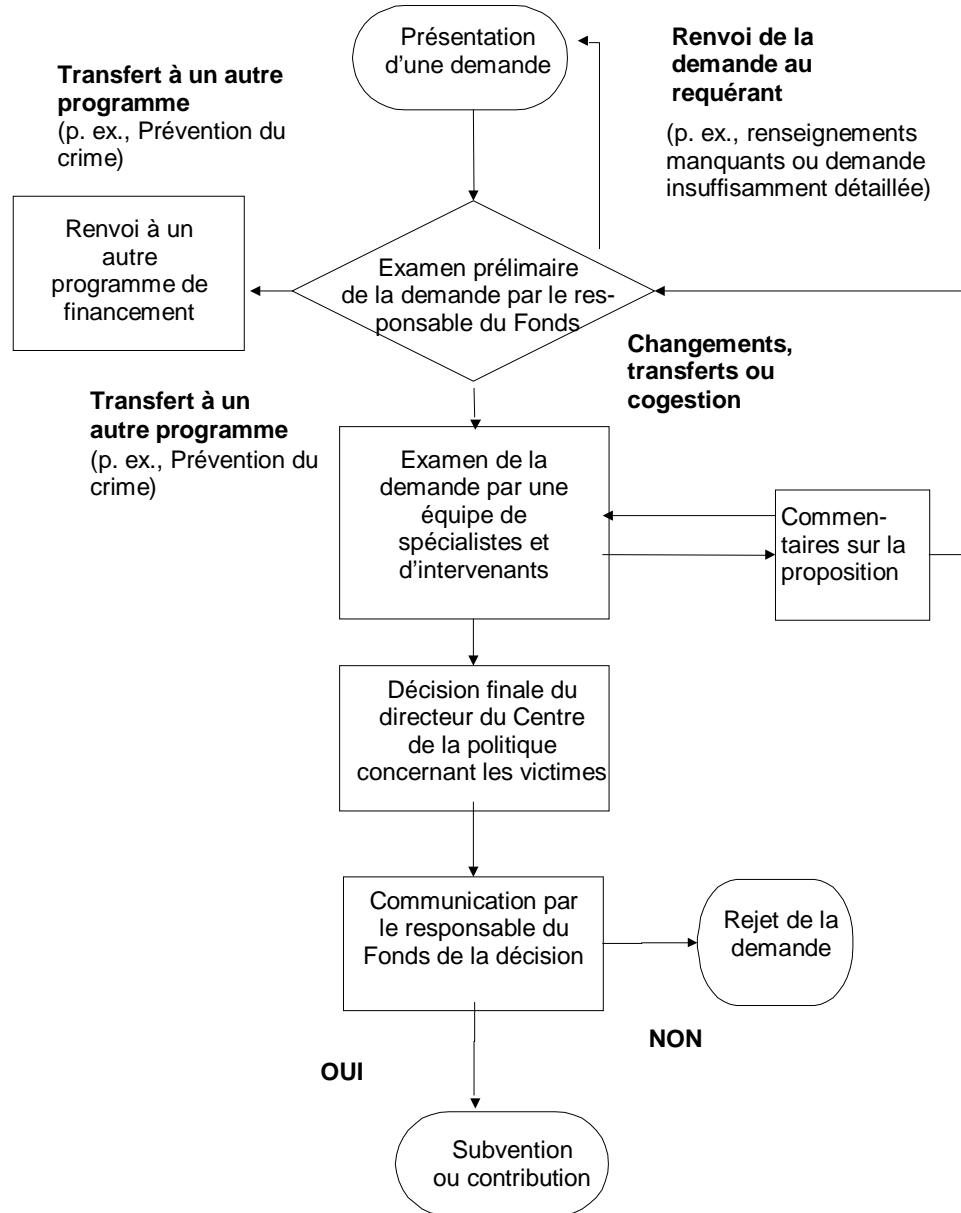 Présentation
d'une demande
Renvoi de la
demande au
requérant
(p. ex., renseignements
manquants ou demande
insuffisamment détaillée)
Transfert à un autre
programme
(p. ex., Prévention du
crime)
Renvoi à un
autre
programme de
financement
Examen prélimaire
de la demande par le res-
ponsable du Fonds
Changements,
transferts ou
cogestion
Transfert à un
autre programme
(p. ex., Prévention du
crime)
Examen de la
demande par une
équipe de
spécialistes et
d'intervenants
Commen-
taires sur la
proposition
Décision finale du
directeur du Centre
de la politique
concernant les victimes
Communication par
le responsable du
Fonds de la décision
Rejet de la
demande
NON
OUI
Subvention
ou contribution